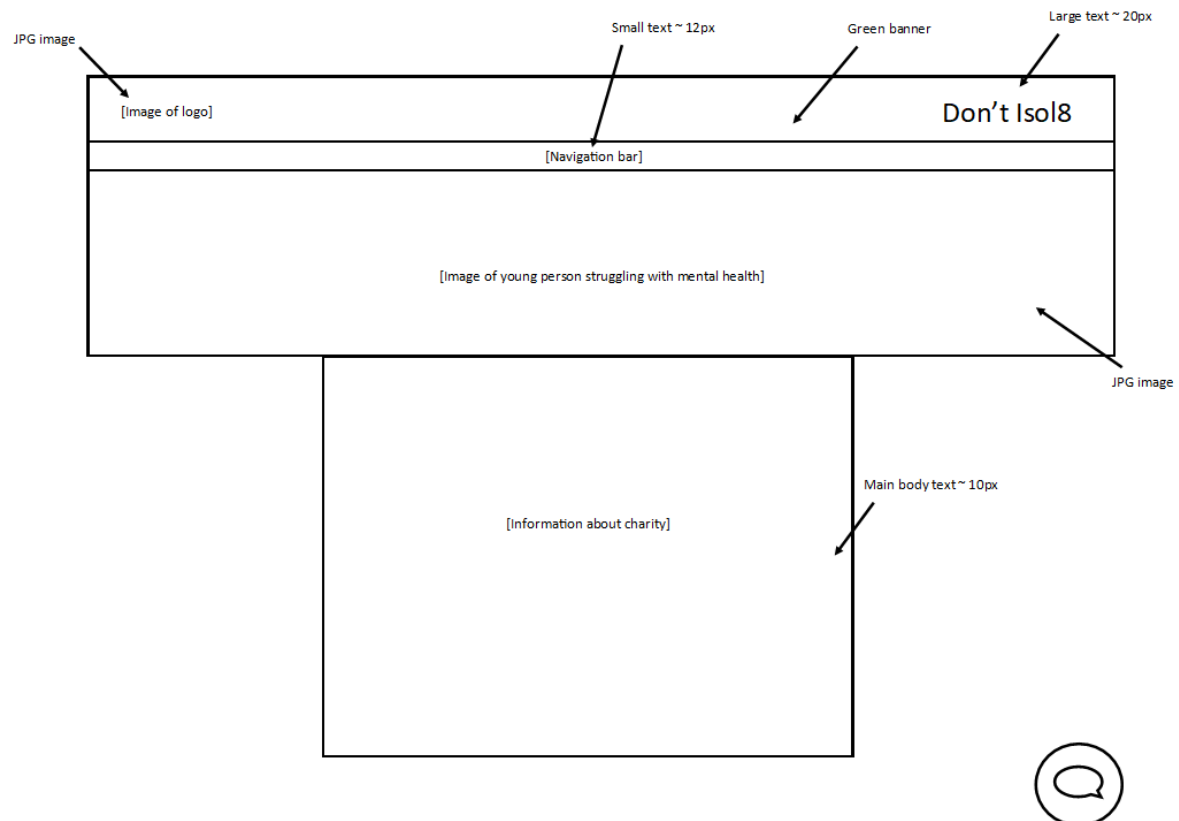 Large text ~ 20px
Small text ~ 12px
Green banner
JPG image
[Image of logo]
Don’t Isol8
[Navigation bar]
[Image of young person struggling with mental health]
JPG image
Main body text ~ 10px
[Information about charity]